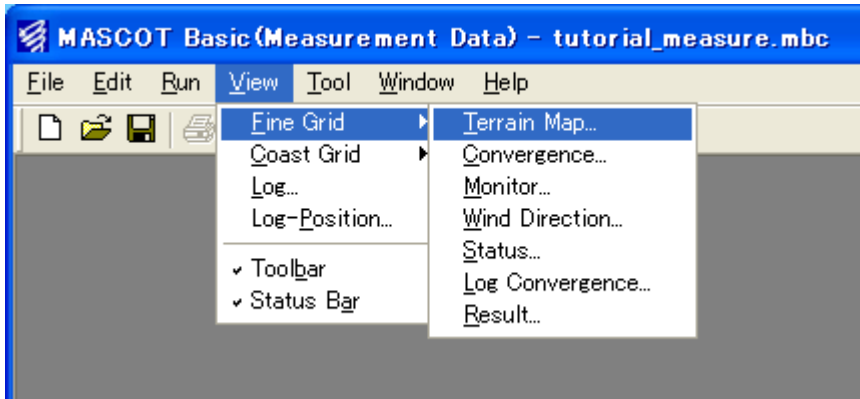 MASCOT Basic(Measurement Data) - tutorial_measure.mbc
File Edit Run View Tool Window Help
Fine Grid
Coast Grid
Log...
Log-Position...
Toolbar
Status Bar
Terrain Map...
Convergence...
Monitor...
Wind Direction...
Status...
Log Convergence...
Result...